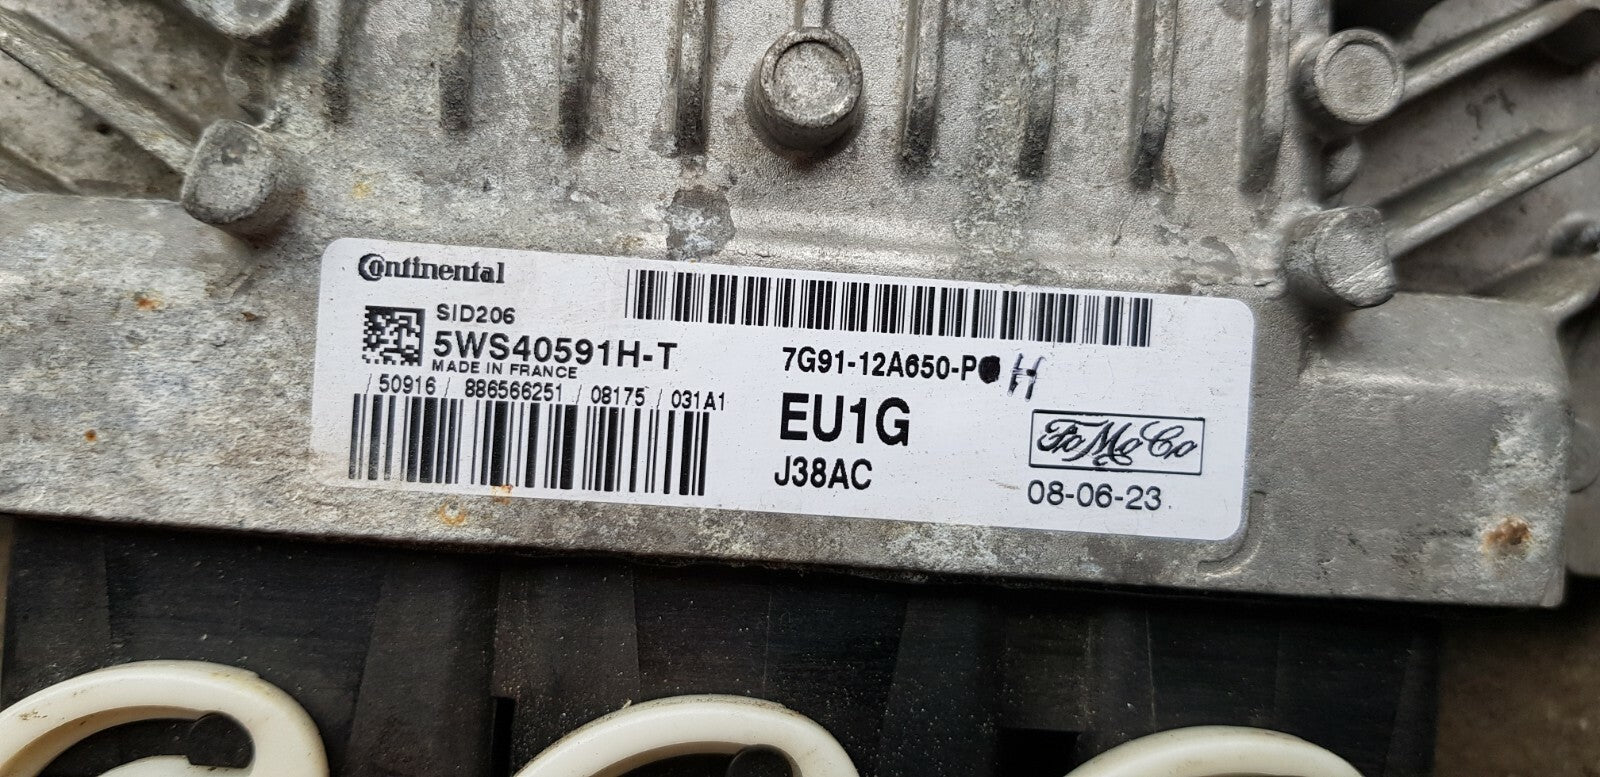 Continental
SID206
5WS40591H-T
MADE IN FRANCE
/ 50916 / 886566251 / 08175 / 031A1
7G91-12A650-P H
EU1G
J38AC
FoMoCo
08-06-23